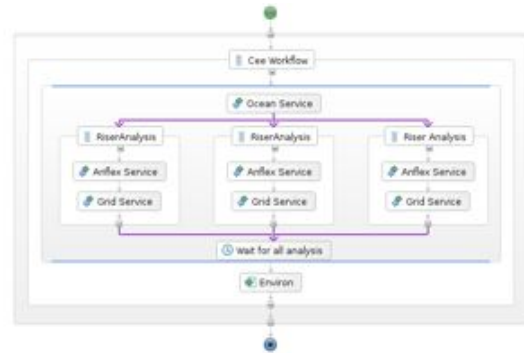 Cee Workflow
Ocean Service
RiserAnalysis
RiserAnalysis
Riser Analysis
Anflex Service
Anflex Service
Anflex Service
Grid Service
Grid Service
Grid Service
Wait for all analysis
Environ